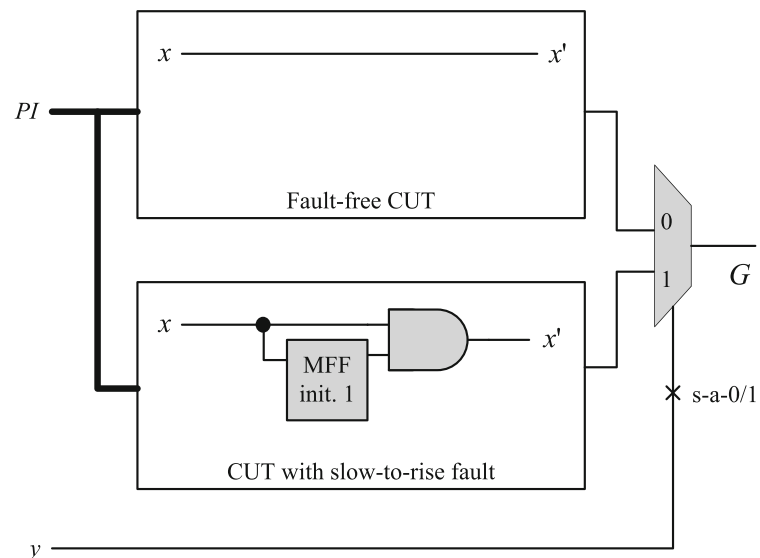 x x'
PI
Fault-free CUT
0
1
G
x x'
MFF
init. 1
s-a-0/1
CUT with slow-to-rise fault
y